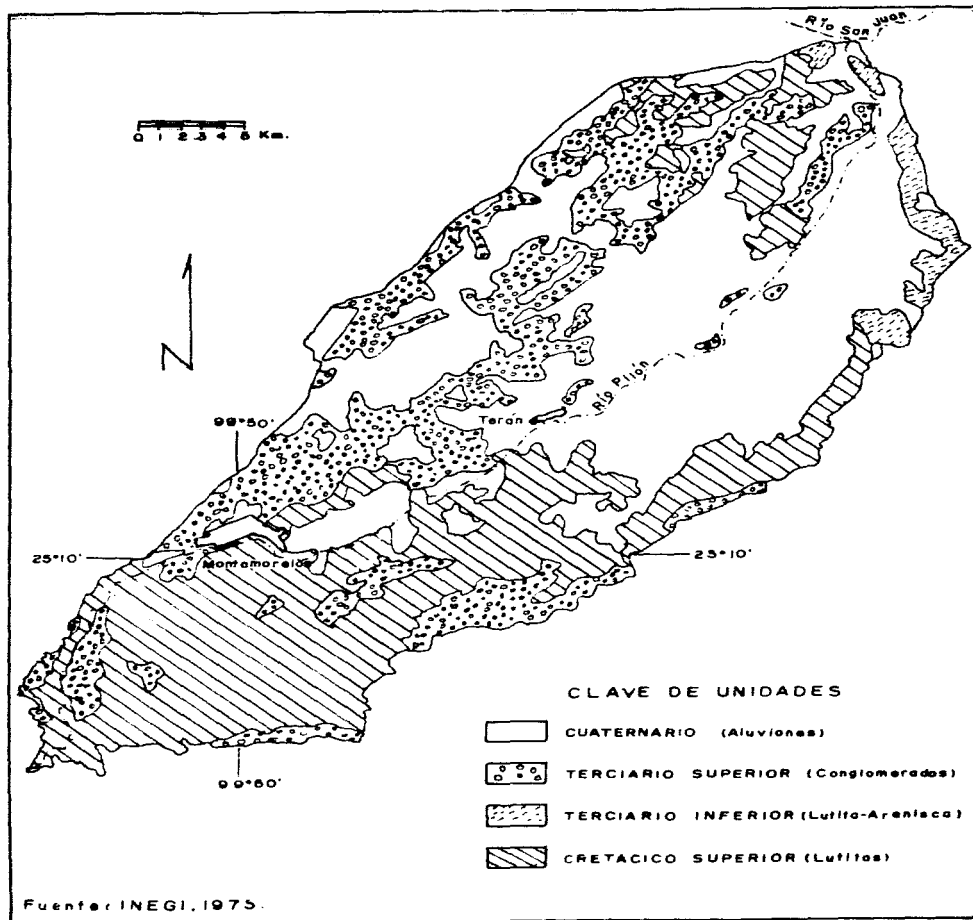 Río San Juan
0 1 2 3 4 5 Km.
N
Río Pilón
Terán
99°50'
25°10'
25°10'
Montemorelos
99°50'
CLAVE DE UNIDADES
CUATERNARIO (Aluviones)
TERCIARIO SUPERIOR (Conglomerados)
TERCIARIO INFERIOR (Lutita-Arenisca)
CRETACICO SUPERIOR (Lutitas)
Fuente: INEGI, 1975.